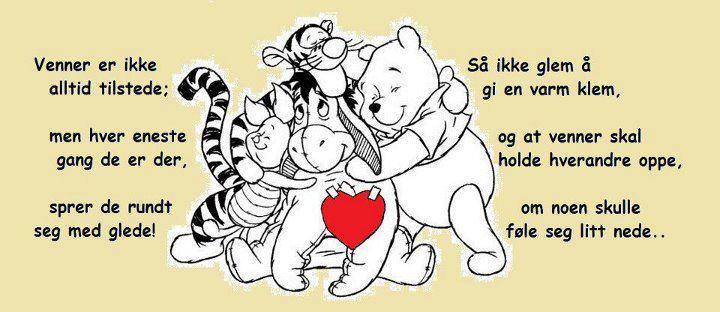 Venner er ikke
alltid tilstede;
men hver eneste
gang de er der,
sprer de rundt
seg med glede!
Så ikke glem å
gi en varm klem,
og at venner skal
holde hverandre oppe,
om noen skulle
føle seg litt nede..